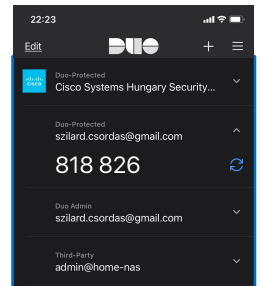 22:23
Edit
DUO
Duo-Protected
Cisco Systems Hungary Security...
Duo-Protected
szilard.csordas@gmail.com
818 826
Duo Admin
szilard.csordas@gmail.com
Third-Party
admin@home-nas